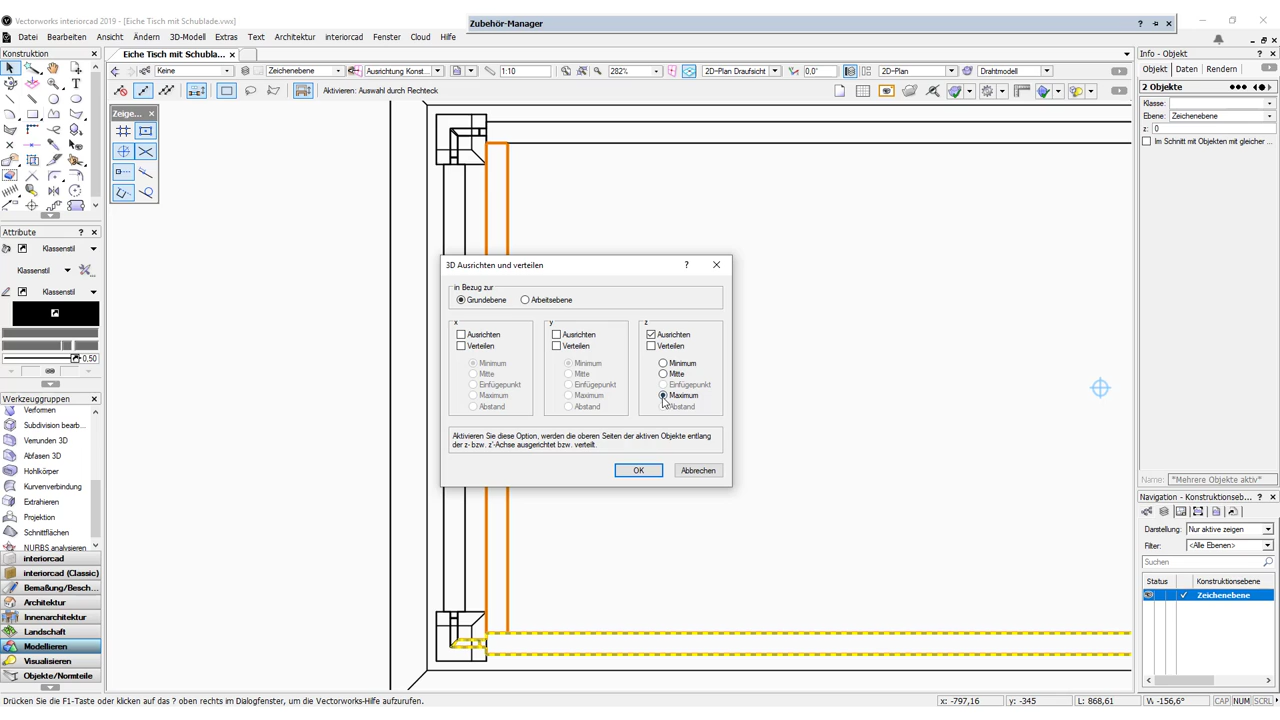 Vectorworks interiorcad 2019 - [Eiche Tisch mit Schublade.vwx]
Zubehör-Manager
?
Datei Bearbeiten Ansicht Ändern 3D-Modell Extras Text Architektur interiorcad Fenster Cloud Hilfe
Konstruktion
Eiche Tisch mit Schubla...
Info - Objekt
Keine
Zeichenebene
Ausrichtung Konst...
1:10
282%
2D-Plan Draufsicht
0.0°
2D-Plan
Drahtmodell
Objekt Daten Rendern
Aktivieren: Auswahl durch Rechteck
2 Objekte
Klasse:
Ebene: Zeichenebene
z: 0
Im Schnitt mit Objekten mit gleicher ...
Zeige...
Attribute ?
Klassenstil
Klassenstil
Klassenstil
0,50
Werkzeuggruppen
Verformen
Subdivision bearb...
Verrunden 3D
Abfasen 3D
Hohlkörper
Kurvenverbindung
Extrahieren
Projektion
Schnittflächen
NURBS analysieren
interiorcad
interiorcad (Classic)
Bemaßung/Besch...
Architektur
Innenarchitektur
Landschaft
Modellieren
Visualisieren
Objekte/Normteile
3D Ausrichten und verteilen ?
in Bezug zur
Grundebene Arbeitsebene
x y z
Ausrichten Ausrichten Ausrichten
Verteilen Verteilen Verteilen
Minimum Minimum Minimum
Mitte Mitte Mitte
Einfügepunkt Einfügepunkt Einfügepunkt
Maximum Maximum Maximum
Abstand Abstand Abstand
Aktivieren Sie diese Option, werden die oberen Seiten der aktiven Objekte entlang
der z- bzw. z'-Achse ausgerichtet bzw. verteilt.
OK Abbrechen
Name: *Mehrere Objekte aktiv*
Navigation - Konstruktionseb... ?
Darstellung: Nur aktive zeigen
Filter: <Alle Ebenen>
Suchen
Status # Konstruktionsebene
Zeichenebene
Drücken Sie die F1-Taste oder klicken auf das ? oben rechts im Dialogfenster, um die Vectorworks-Hilfe aufzurufen.
x: -797,16 y: -345 L: 868,61 W: -156,6° CAP NUM SCRL